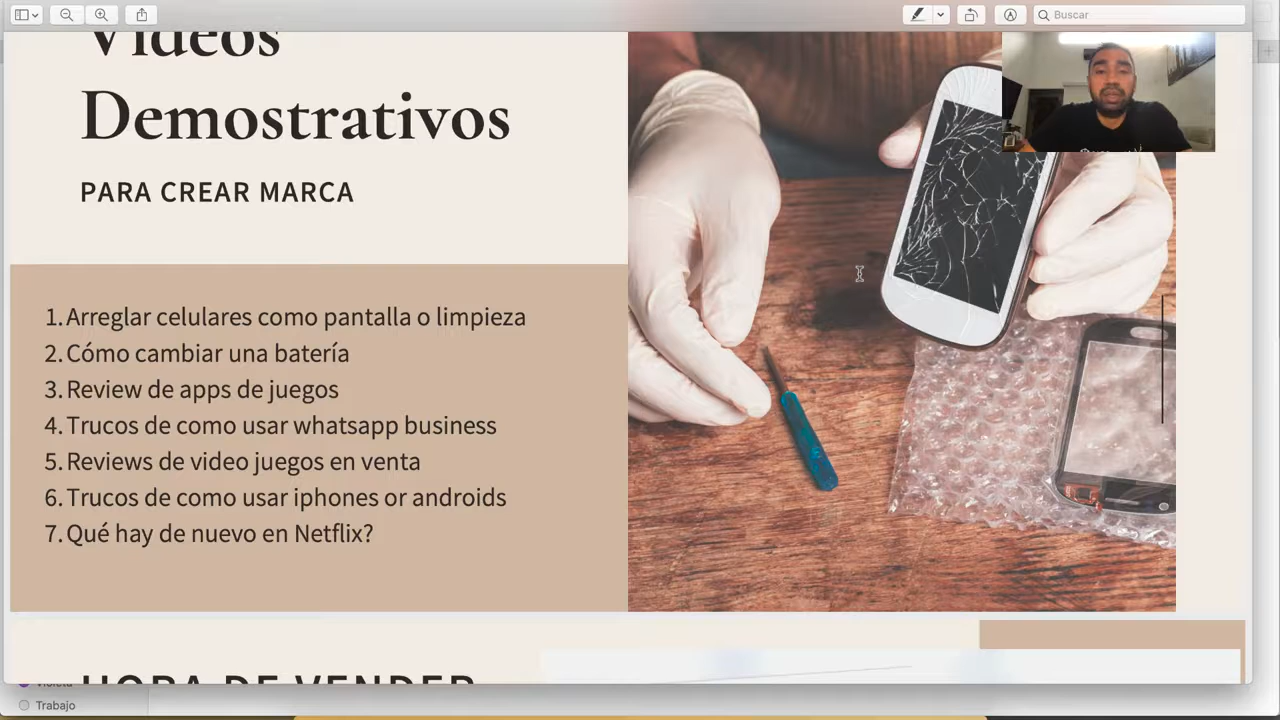 Buscar
Videos
Demostrativos
PARA CREAR MARCA
1. Arreglar celulares como pantalla o limpieza
2. Cómo cambiar una batería
3. Review de apps de juegos
4. Trucos de como usar whatsapp business
5. Reviews de video juegos en venta
6. Trucos de como usar iphones or androids
7. Qué hay de nuevo en Netflix?
HORA DE VENDER
Violeta
Trabajo